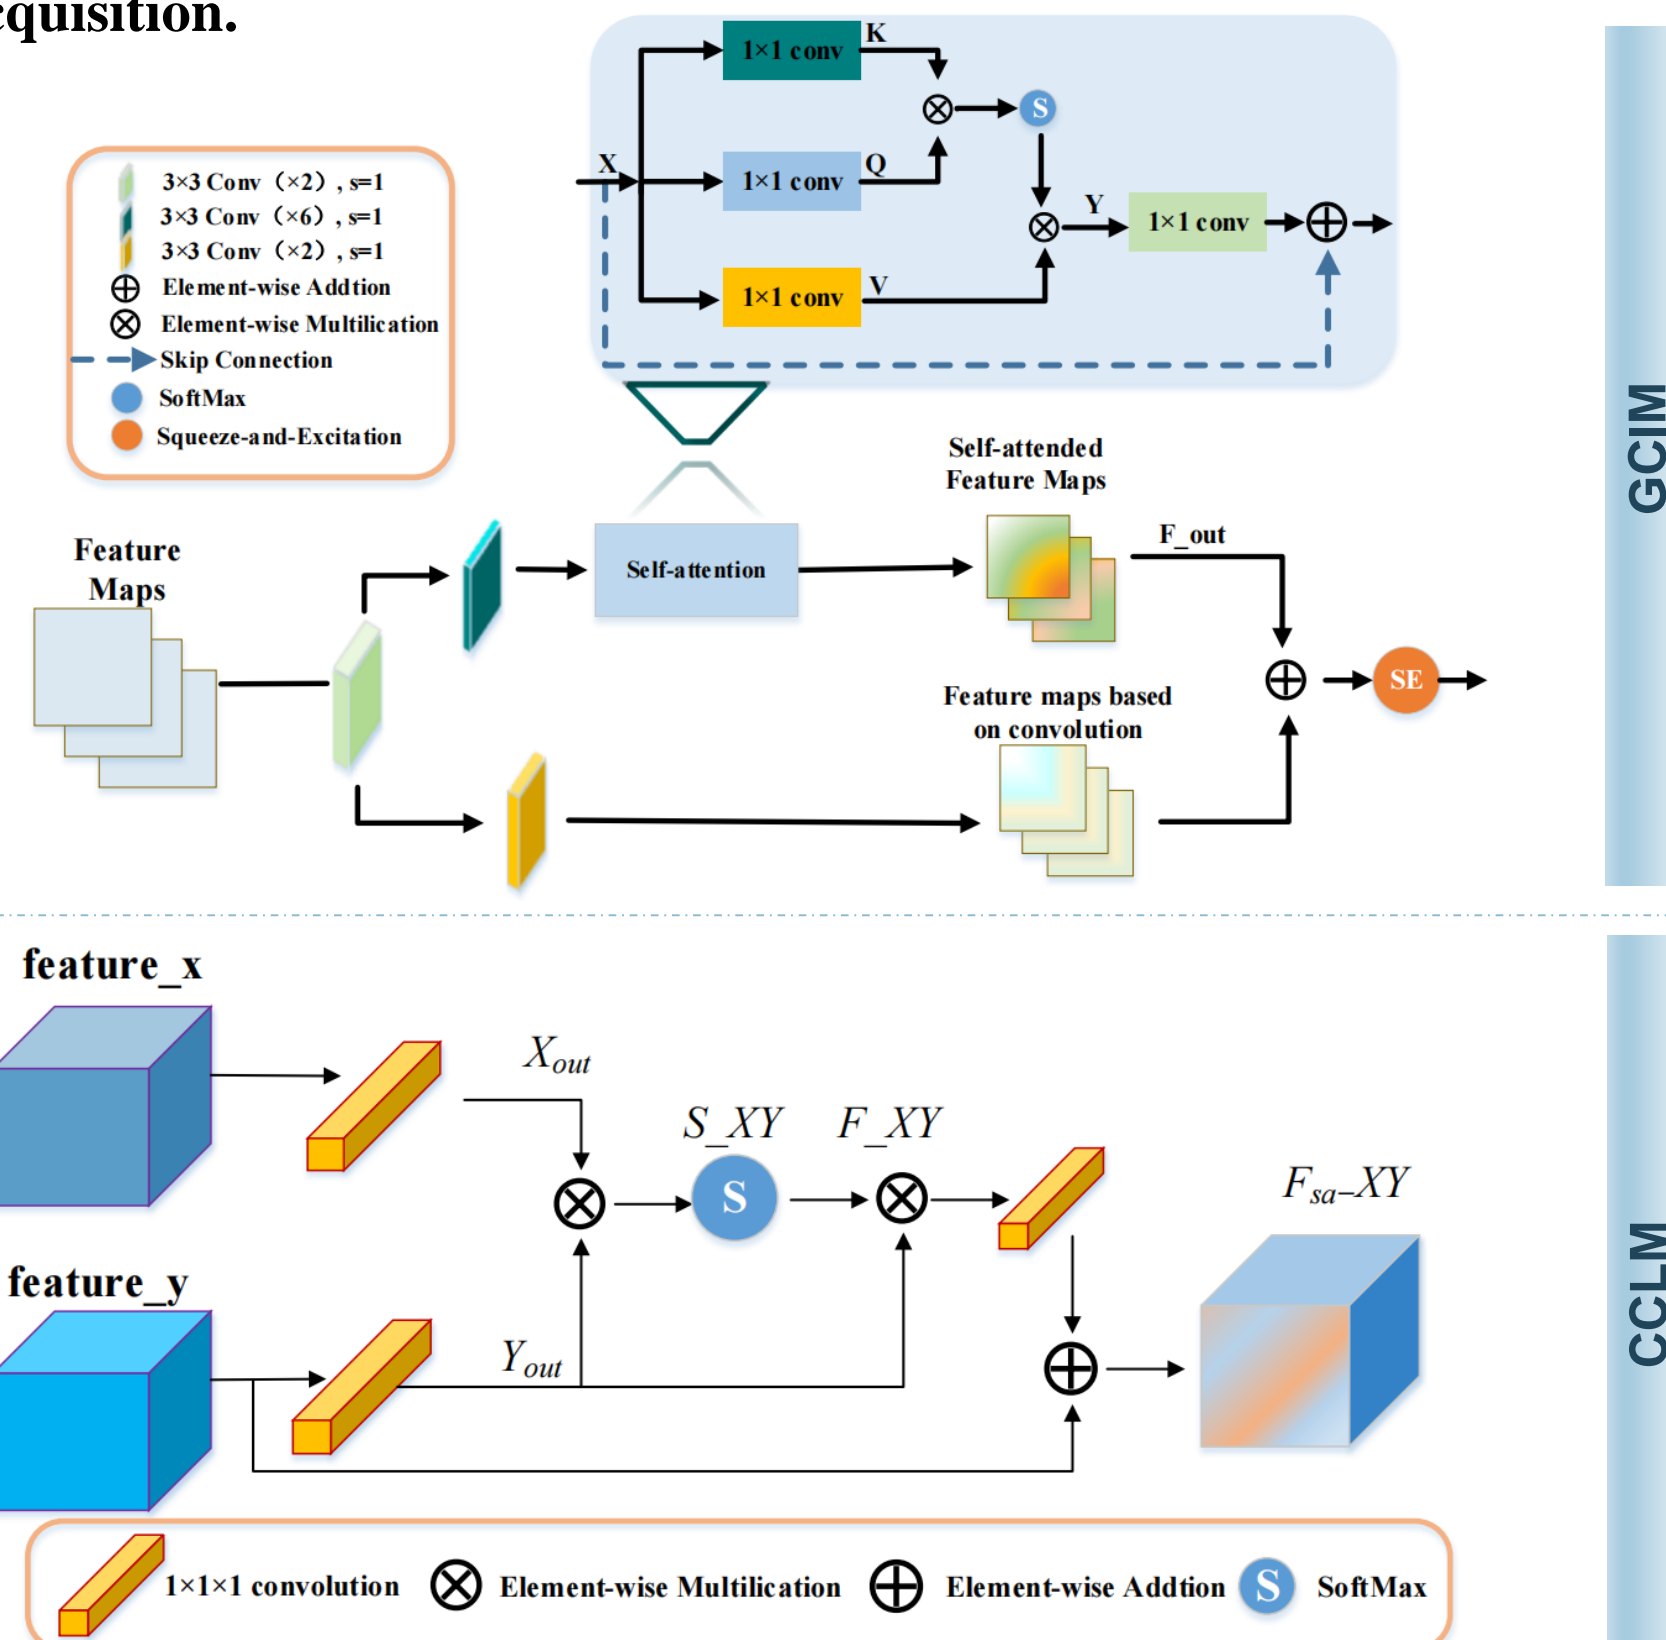 cquisition.
K
1×1 conv
S
X
1×1 conv
Q
Y
1×1 conv
1×1 conv
V
3×3 Conv（×2）, s=1
3×3 Conv（×6）, s=1
3×3 Conv（×2）, s=1
Element-wise Addtion
Element-wise Multilication
Skip Connection
SoftMax
Squeeze-and-Excitation
GCIM
Feature
Maps
Self-attention
Self-attended
Feature Maps
F_out
SE
Feature maps based
on convolution
feature_x
X_out
S_XY
F_XY
S
F_sa-XY
feature_y
Y_out
CCLM
1×1×1 convolution
Element-wise Multilication
Element-wise Addtion
S
SoftMax